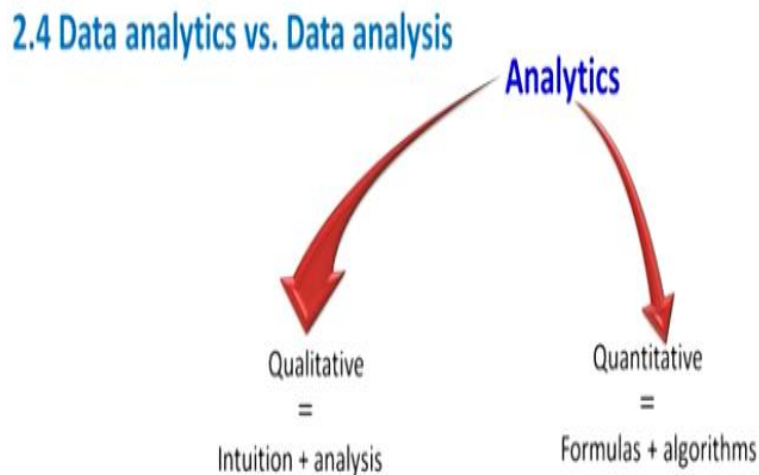 2.4 Data analytics vs. Data analysis
Analytics
Qualitative
=
Intuition + analysis
Quantitative
=
Formulas + algorithms